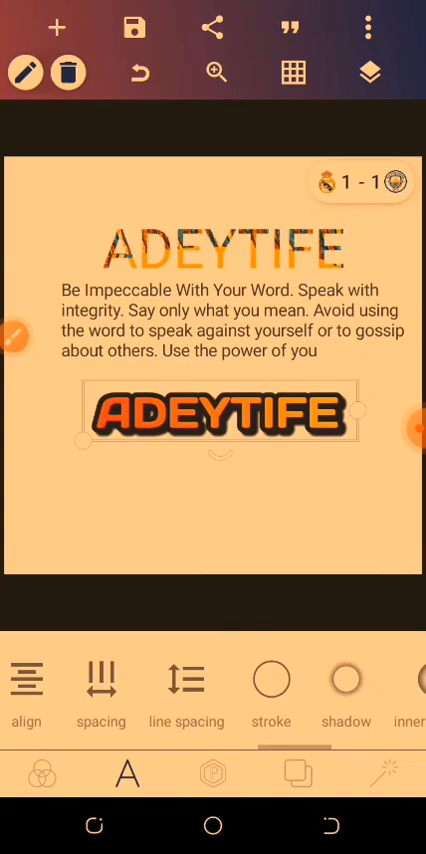 1 - 1
ADEYTIFE
Be Impeccable With Your Word. Speak with
integrity. Say only what you mean. Avoid using
the word to speak against yourself or to gossip
about others. Use the power of you
ADEYTIFE
align spacing line spacing stroke shadow inner
A